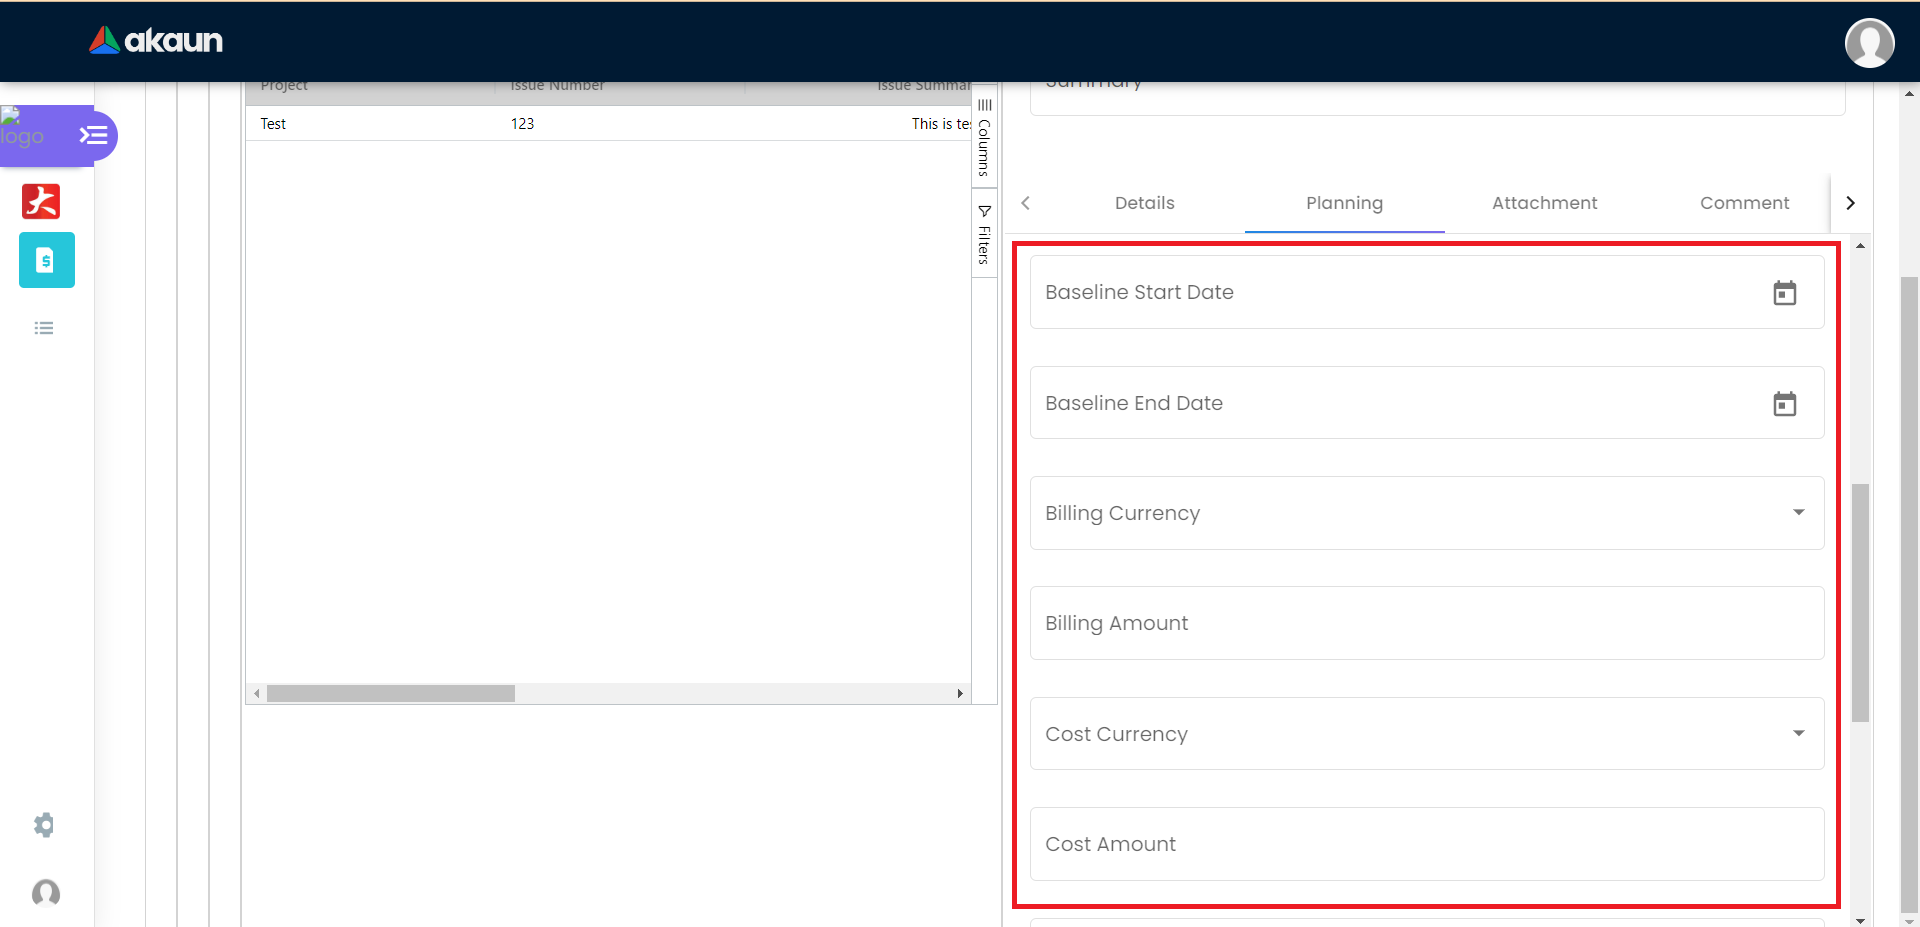 akaun
Project Issue Number Issue Summar
Summary
logo
Test 123 This is tes
Columns
Filters
Details Planning Attachment Comment
Baseline Start Date
Baseline End Date
Billing Currency
Billing Amount
Cost Currency
Cost Amount